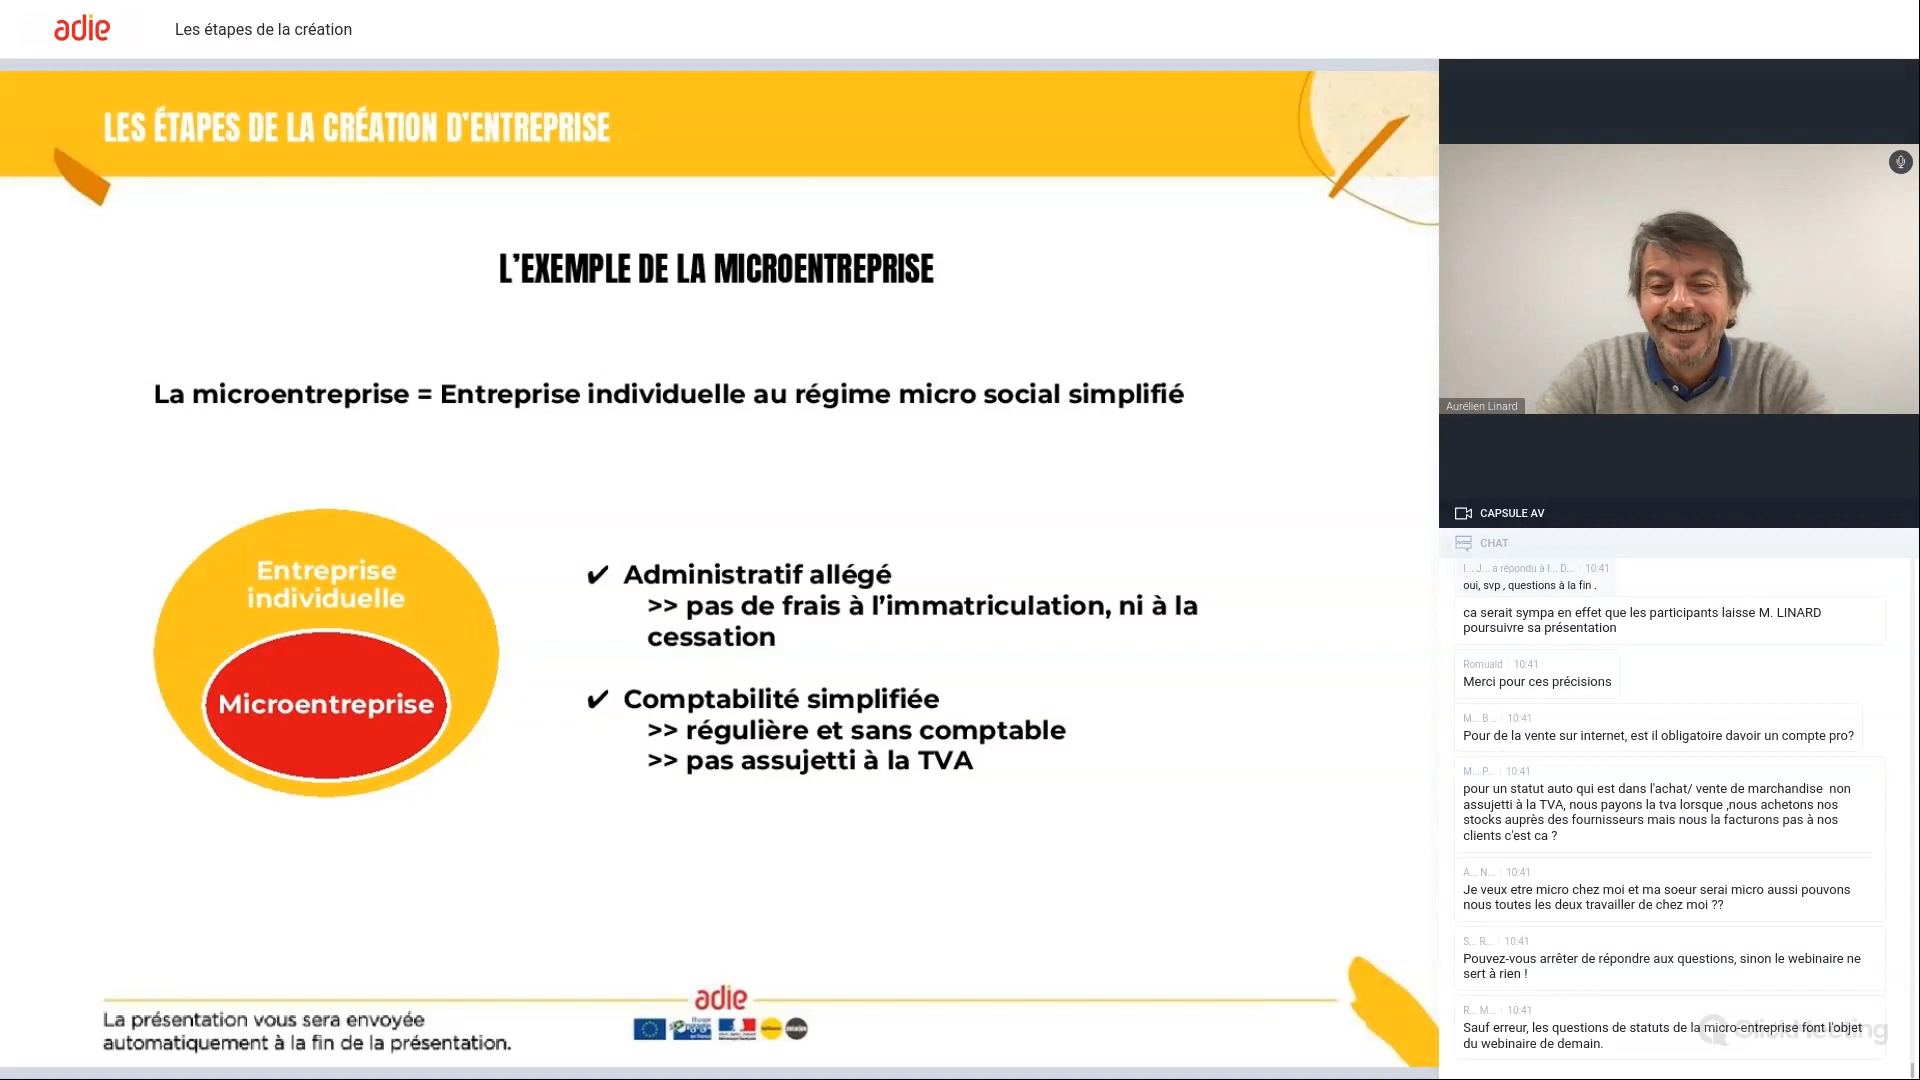 adie
Les étapes de la création
LES ÉTAPES DE LA CRÉATION D'ENTREPRISE
L'EXEMPLE DE LA MICROENTREPRISE
La microentreprise = Entreprise individuelle au régime micro social simplifié
Entreprise
individuelle
Microentreprise
✔ Administratif allégé
>> pas de frais à l'immatriculation, ni à la
cessation
✔ Comptabilité simplifiée
>> régulière et sans comptable
>> pas assujetti à la TVA
adie
La présentation vous sera envoyée
automatiquement à la fin de la présentation.
Aurélien Linard
CAPSULE AV
CHAT
I... J... a répondu à I... D... 10:41
oui, svp , questions à la fin .
ca serait sympa en effet que les participants laisse M. LINARD
poursuivre sa présentation
Romuald 10:41
Merci pour ces précisions
M... B... 10:41
Pour de la vente sur internet, est il obligatoire davoir un compte pro?
M... P... 10:41
pour un statut auto qui est dans l'achat/ vente de marchandise non
assujetti à la TVA, nous payons la tva lorsque ,nous achetons nos
stocks auprès des fournisseurs mais nous la facturons pas à nos
clients c'est ca ?
A... N... 10:41
Je veux etre micro chez moi et ma soeur serai micro aussi pouvons
nous toutes les deux travailler de chez moi ??
S... R... 10:41
Pouvez-vous arrêter de répondre aux questions, sinon le webinaire ne
sert à rien !
R... M... 10:41
Sauf erreur, les questions de statuts de la micro-entreprise font l'objet
du webinaire de demain.
ClickMeeting